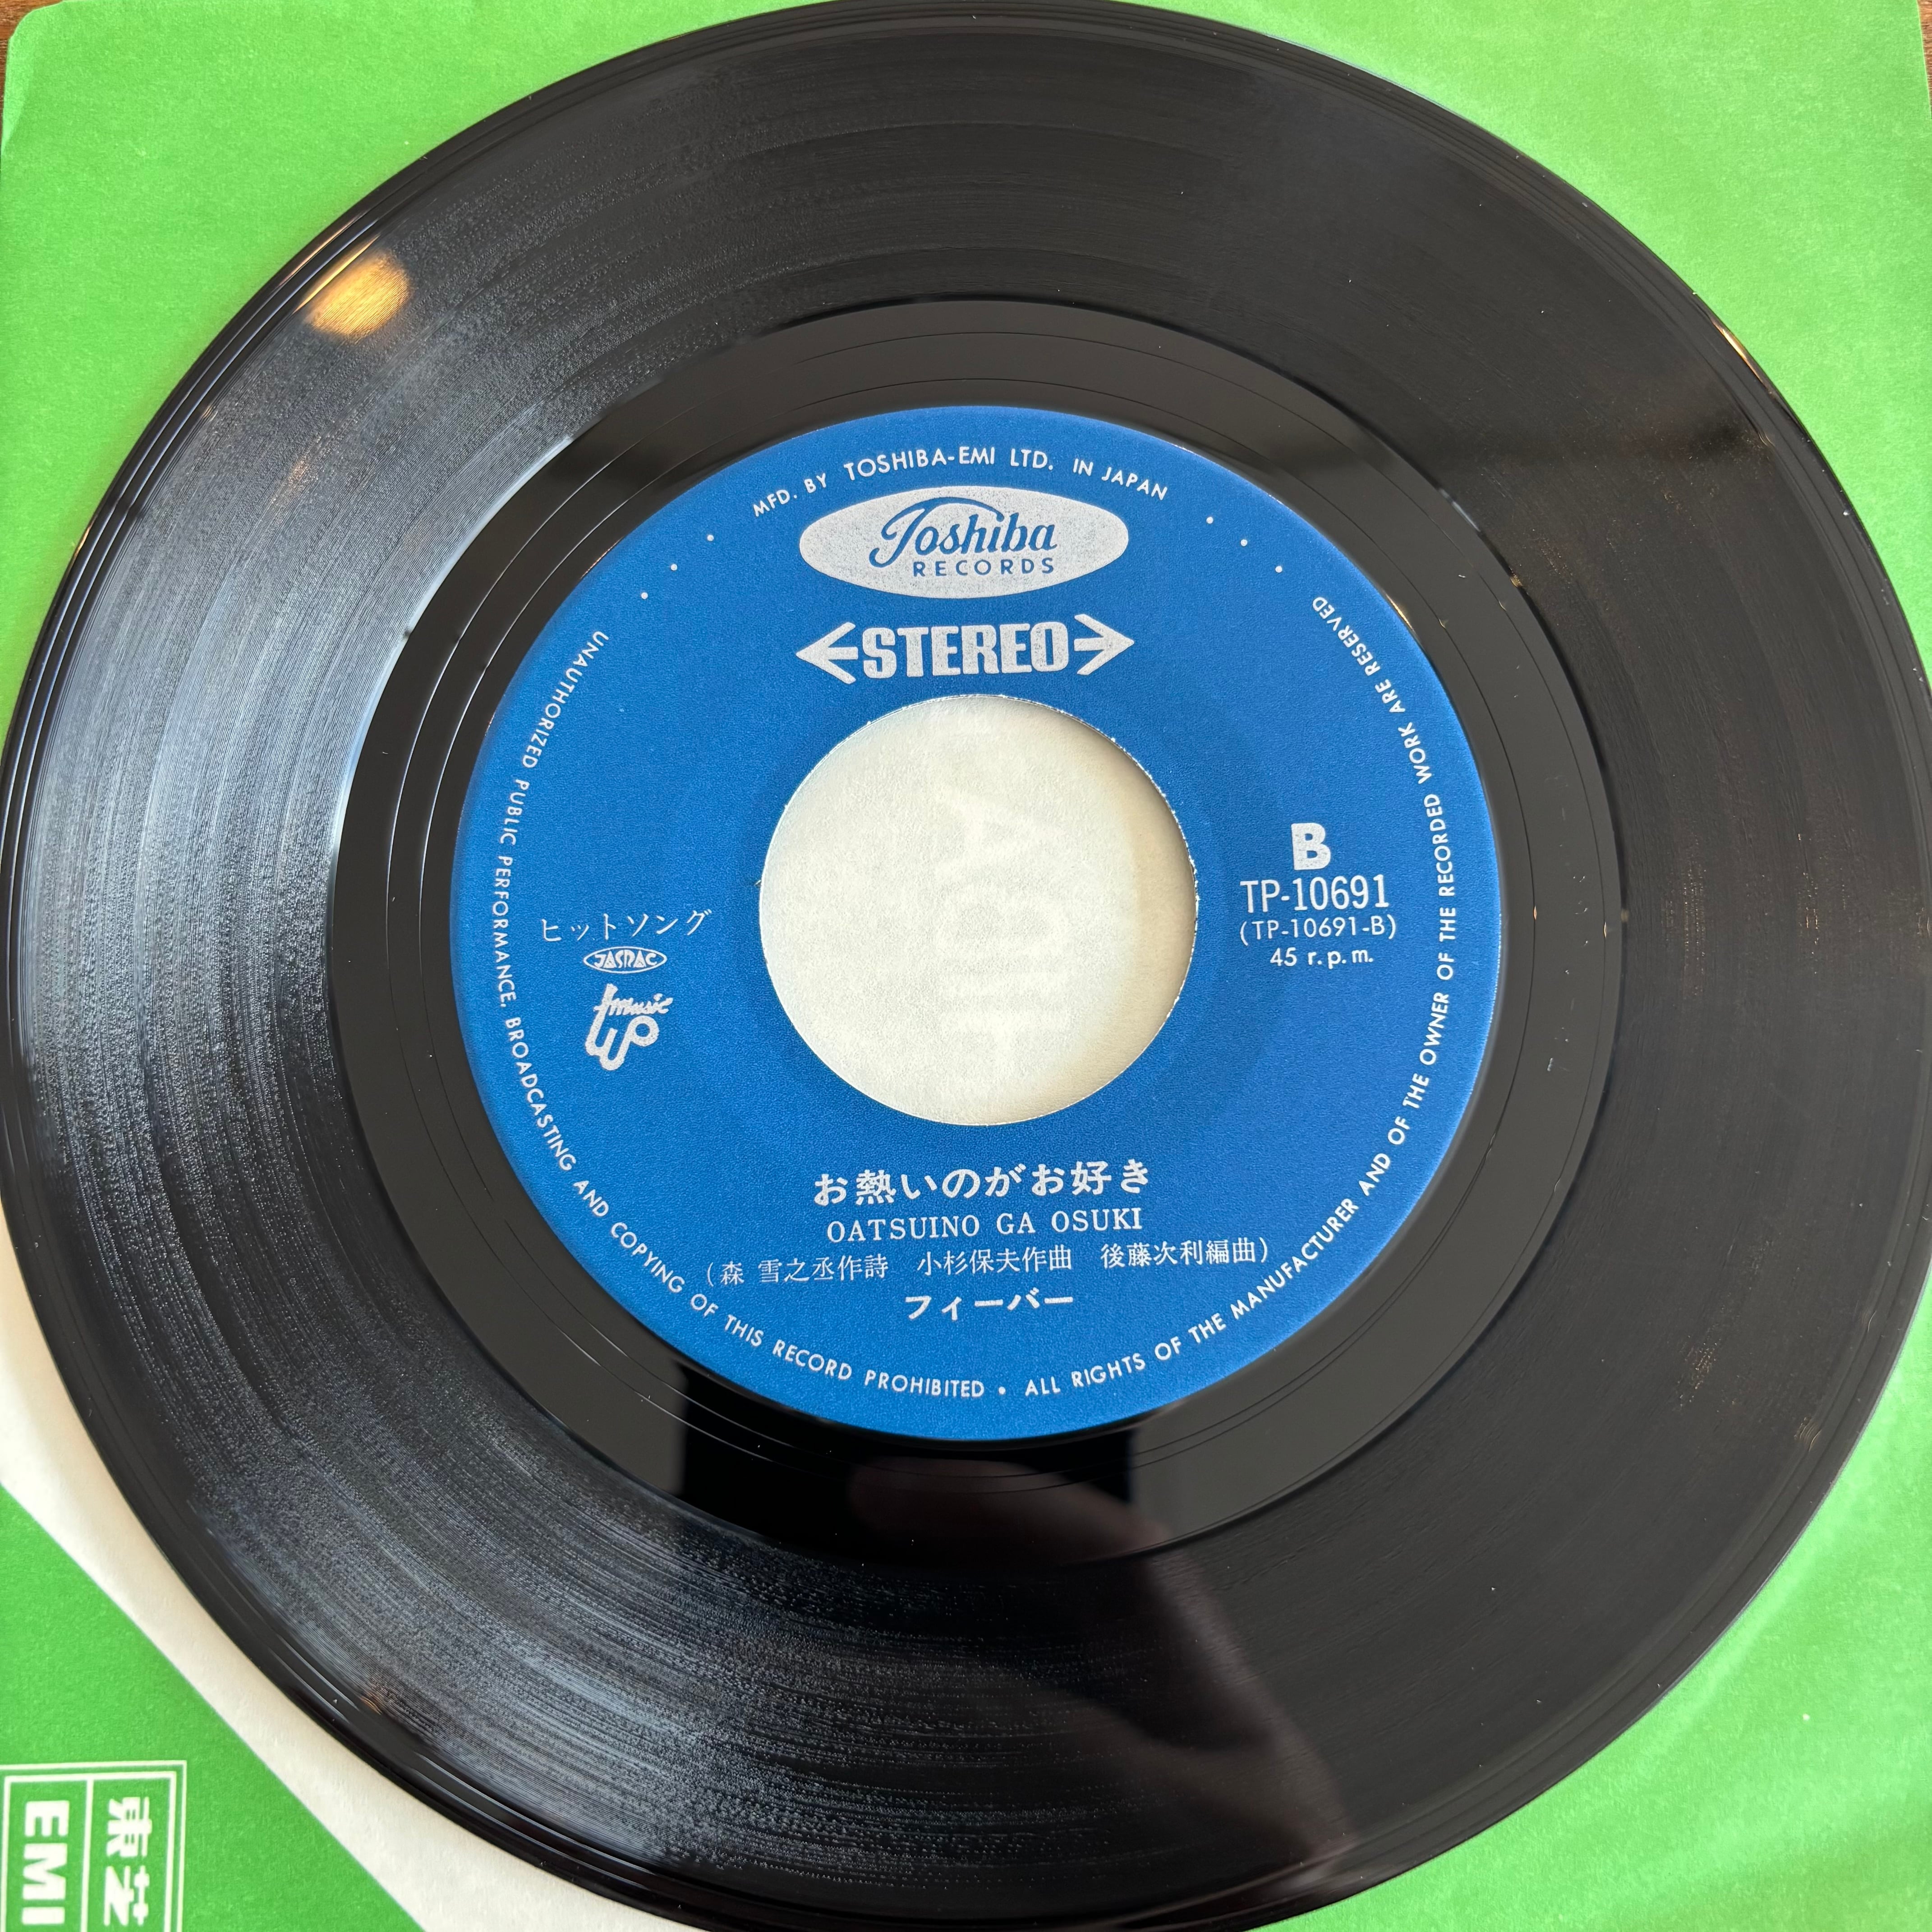 MFD. BY TOSHIBA-EMI LTD. IN JAPAN
Toshiba
RECORDS
STEREO
B
TP-10691
(TP-10691-B)
45 r.p.m.
ヒットソング
JASRAC
music
up
お熱いのがお好き
OATSUINO GA OSUKI
(森 雪之丞作詩 小杉保夫作曲 後藤次利編曲)
フィーバー
UNAUTHORIZED PUBLIC PERFORMANCE, BROADCASTING AND COPYING OF THIS RECORD PROHIBITED • ALL RIGHTS OF THE MANUFACTURER AND OF THE OWNER OF THE RECORDED WORK ARE RESERVED
東芝
EMI